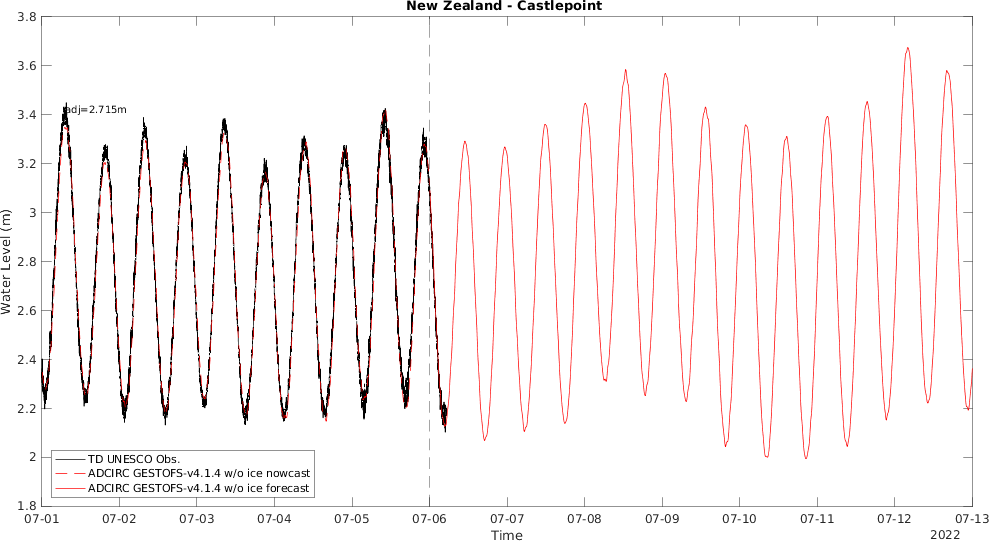 New Zealand - Castlepoint
3.8
3.6
3.4
3.2
3
2.8
2.6
2.4
2.2
2
1.8
Water Level (m)
adj=2.715m
TD UNESCO Obs.
ADCIRC GESTOFS-v4.1.4 w/o ice nowcast
ADCIRC GESTOFS-v4.1.4 w/o ice forecast
07-01 07-02 07-03 07-04 07-05 07-06 07-07 07-08 07-09 07-10 07-11 07-12 07-13
Time
2022